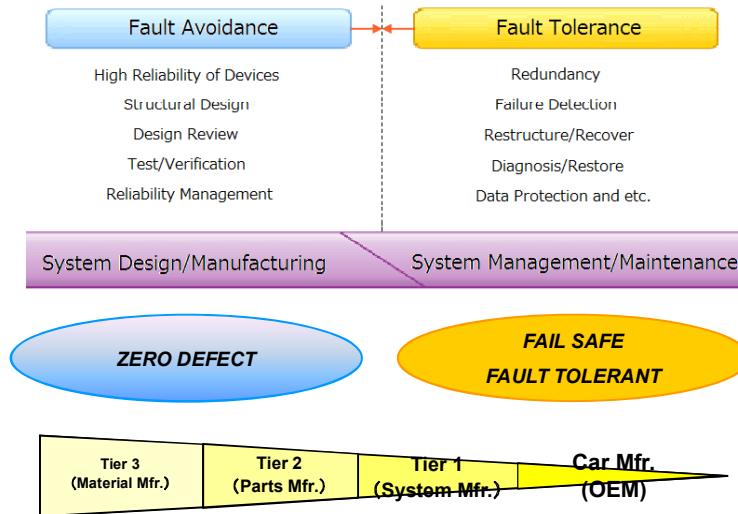 Fault Avoidance
Fault Tolerance
High Reliability of Devices
Structural Design
Design Review
Test/Verification
Reliability Management
Redundancy
Failure Detection
Restructure/Recover
Diagnosis/Restore
Data Protection and etc.
System Design/Manufacturing
System Management/Maintenance
ZERO DEFECT
FAIL SAFE
FAULT TOLERANT
Tier 3
(Material Mfr.)
Tier 2
(Parts Mfr.)
Tier 1
(System Mfr.)
Car Mfr.
(OEM)